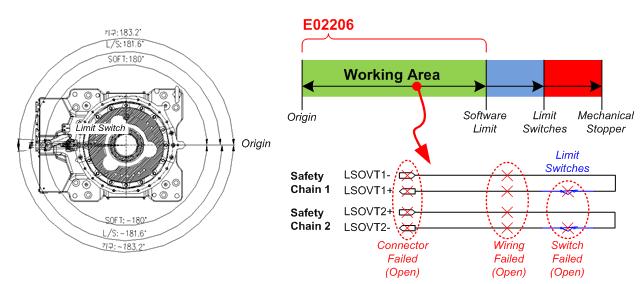 기구: 183.2°
L/S: 181.6°
SOFT: 180°
Limit Switch
Origin
SOFT: -180°
L/S: -181.6°
기구: -183.2°
E02206
Working Area
Origin
Software Limit
Limit Switches
Mechanical Stopper
Limit Switches
Safety Chain 1
LSOVT1-
LSOVT1+
Safety Chain 2
LSOVT2+
LSOVT2-
Connector Failed (Open)
Wiring Failed (Open)
Switch Failed (Open)